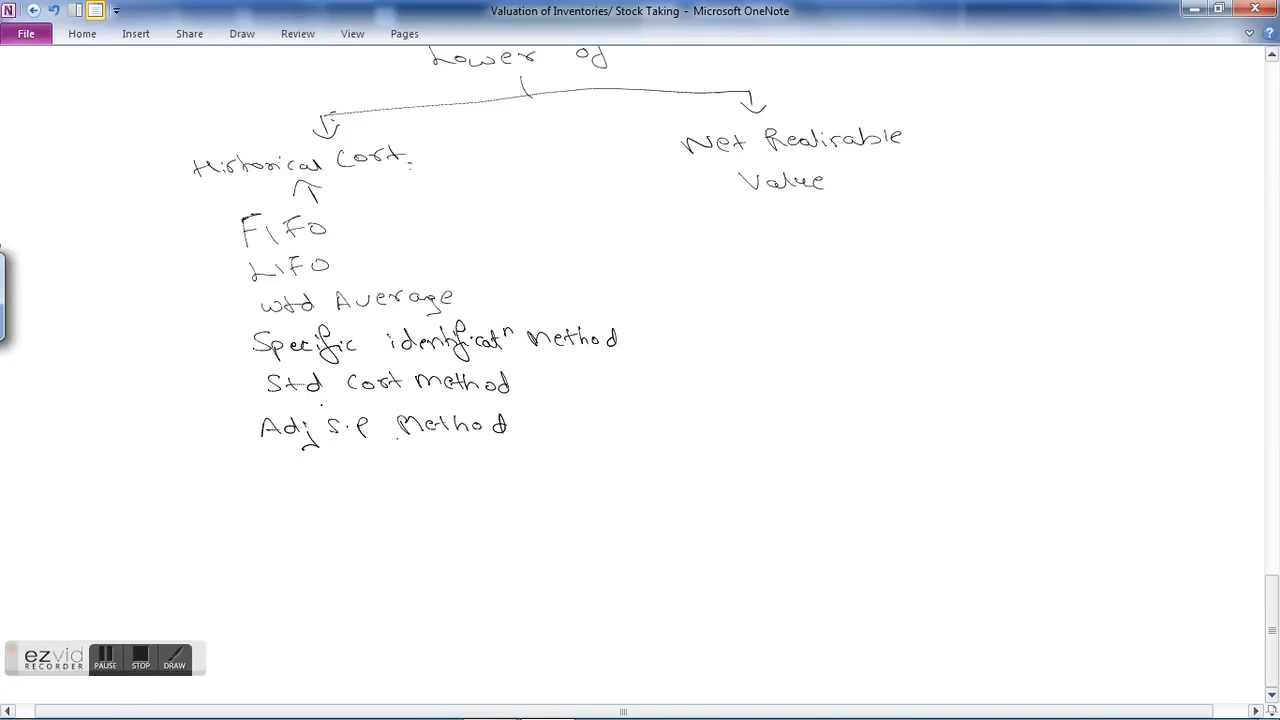 Valuation of Inventories/ Stock Taking - Microsoft OneNote
File Home Insert Share Draw Review View Pages
Lower of
Historical Cost.
Net Realisable
Value
FIFO
LIFO
wtd Average
Specific identificatn Method
Std Cost Method
Adj S.P Method
ezvid
RECORDER
PAUSE STOP DRAW